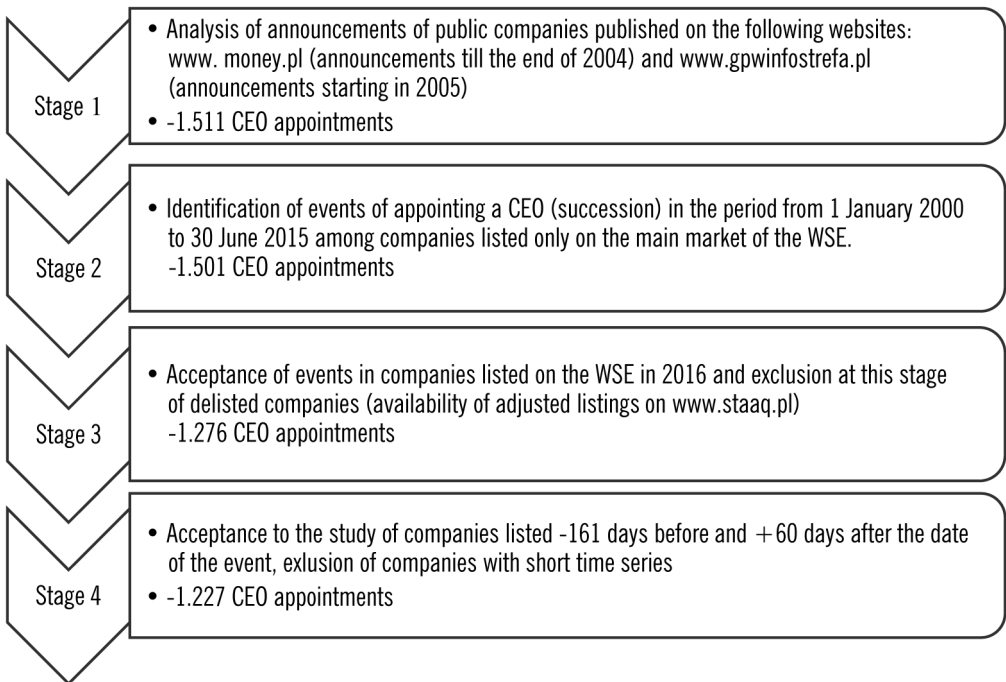 Stage 1
• Analysis of announcements of public companies published on the following websites:
www. money.pl (announcements till the end of 2004) and www.gpwinfostrefa.pl
(announcements starting in 2005)
• -1.511 CEO appointments
Stage 2
• Identification of events of appointing a CEO (succession) in the period from 1 January 2000
to 30 June 2015 among companies listed only on the main market of the WSE.
-1.501 CEO appointments
Stage 3
• Acceptance of events in companies listed on the WSE in 2016 and exclusion at this stage
of delisted companies (availability of adjusted listings on www.staaq.pl)
-1.276 CEO appointments
Stage 4
• Acceptance to the study of companies listed -161 days before and +60 days after the date
of the event, exlusion of companies with short time series
• -1.227 CEO appointments